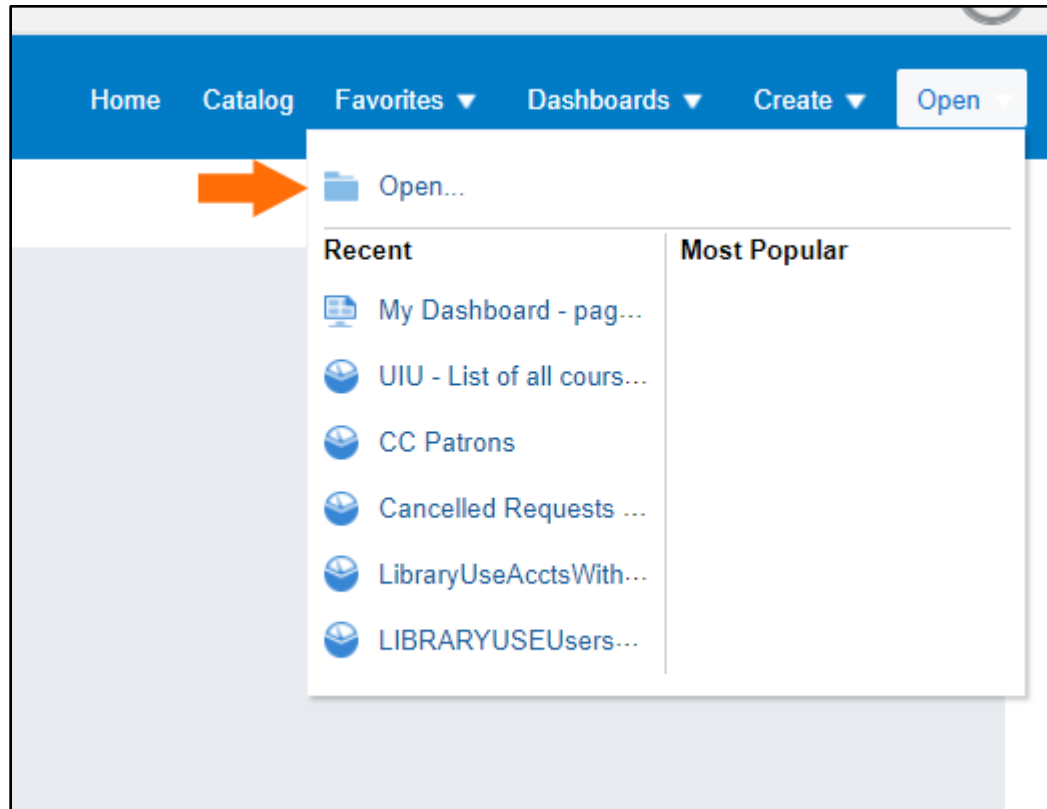 Home Catalog Favorites Dashboards Create Open
Open...
Recent
Most Popular
My Dashboard - pag...
UIU - List of all cours...
CC Patrons
Cancelled Requests ...
LibraryUseAcctsWith...
LIBRARYUSEUsers...